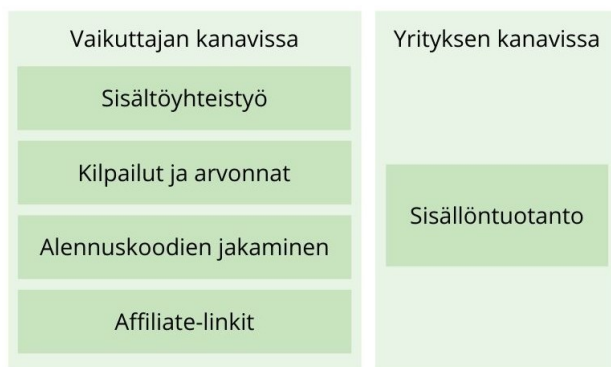 Vaikuttajan kanavissa
Sisältöyhteistyö
Kilpailut ja arvonnat
Alennuskoodien jakaminen
Affiliate-linkit
Yrityksen kanavissa
Sisällöntuotanto